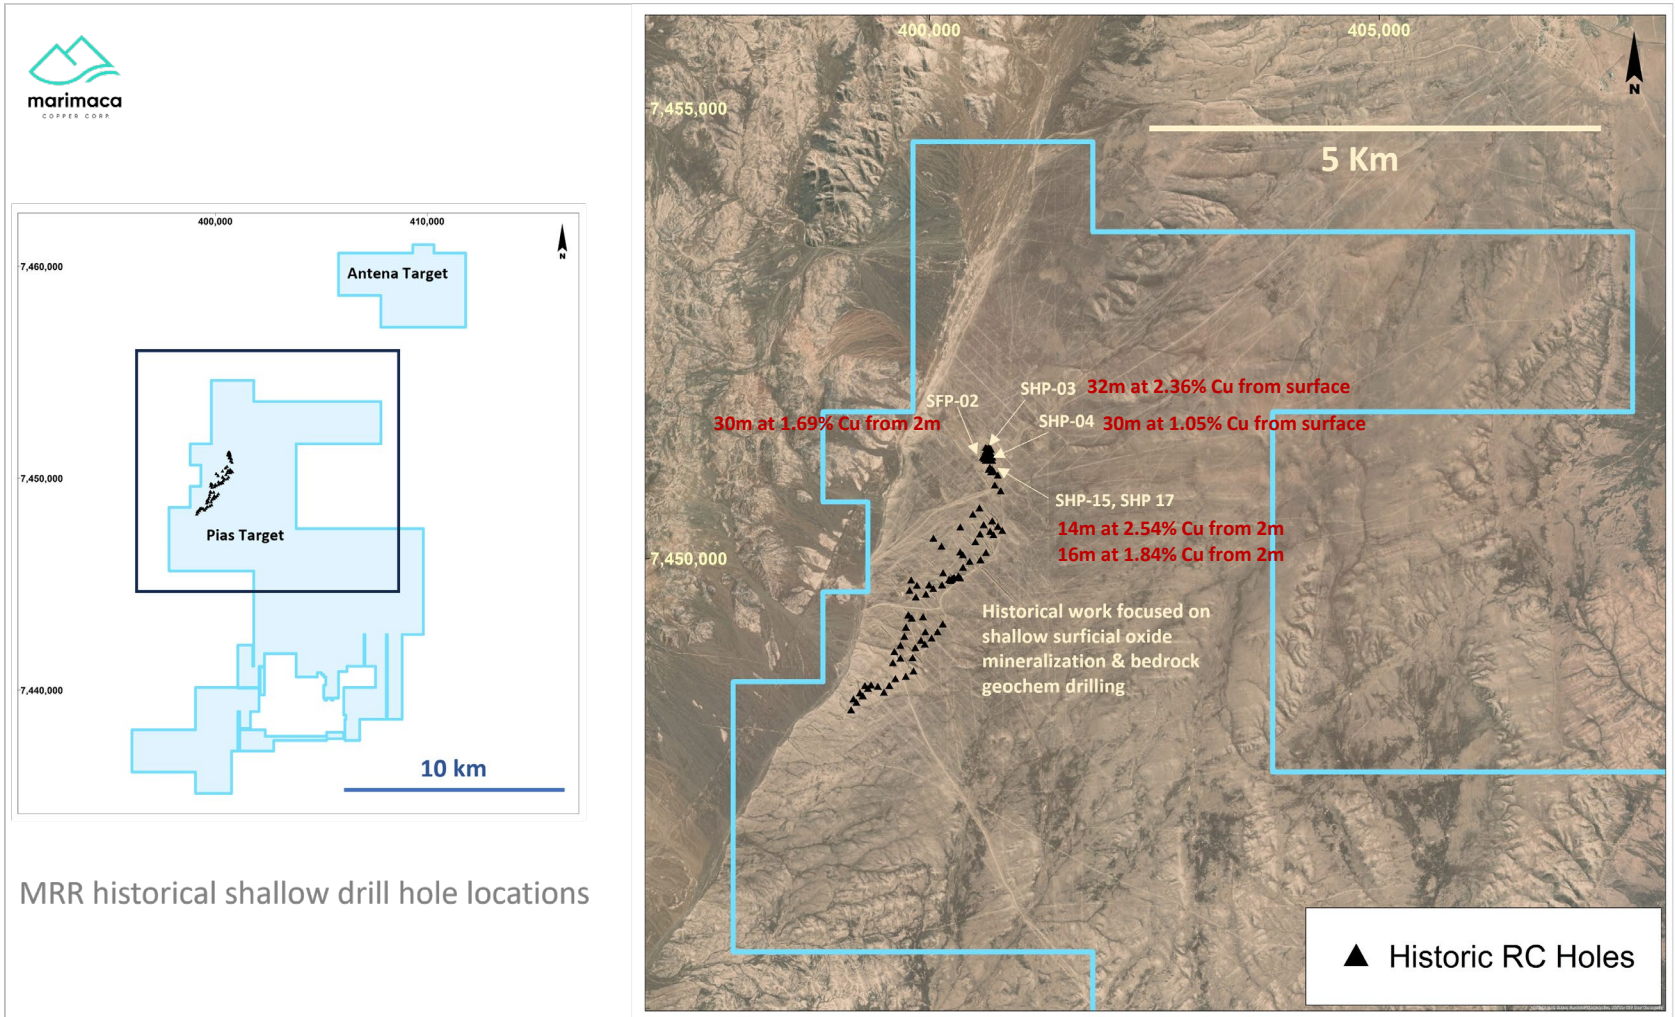 marimaca
COPPER CORP.
400,000
410,000
7,460,000
N
Antena Target
7,450,000
Pias Target
7,440,000
10 km
MRR historical shallow drill hole locations
400,000
405,000
N
7,455,000
5 Km
SHP-03 32m at 2.36% Cu from surface
SFP-02
30m at 1.69% Cu from 2m
SHP-04 30m at 1.05% Cu from surface
SHP-15, SHP 17
14m at 2.54% Cu from 2m
16m at 1.84% Cu from 2m
7,450,000
Historical work focused on
shallow surficial oxide
mineralization & bedrock
geochem drilling
Historic RC Holes